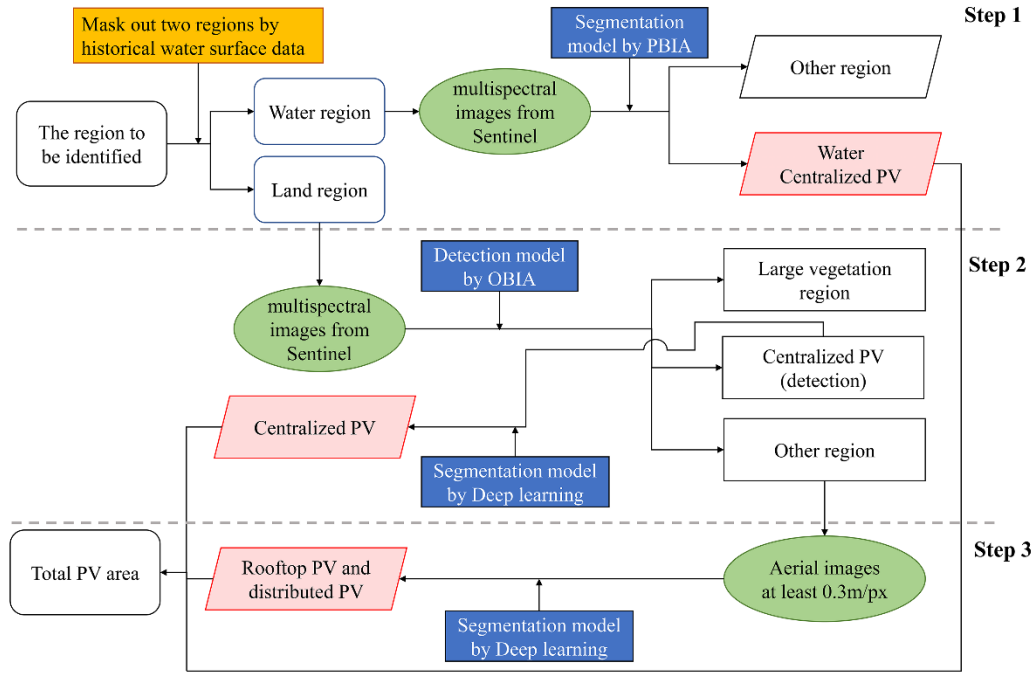 Mask out two regions by
historical water surface data
Segmentation
model by PBIA
Step 1
The region to
be identified
Water region
Land region
multispectral
images from
Sentinel
Other region
Water
Centralized PV
Step 2
Detection model
by OBIA
multispectral
images from
Sentinel
Large vegetation
region
Centralized PV
(detection)
Centralized PV
Other region
Segmentation model
by Deep learning
Step 3
Total PV area
Rooftop PV and
distributed PV
Aerial images
at least 0.3m/px
Segmentation model
by Deep learning